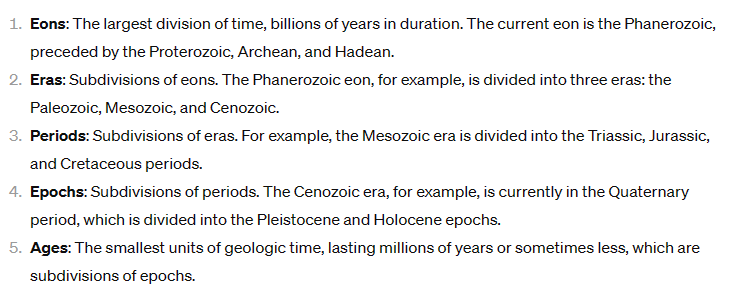 1. Eons: The largest division of time, billions of years in duration. The current eon is the Phanerozoic,
preceded by the Proterozoic, Archean, and Hadean.
2. Eras: Subdivisions of eons. The Phanerozoic eon, for example, is divided into three eras: the
Paleozoic, Mesozoic, and Cenozoic.
3. Periods: Subdivisions of eras. For example, the Mesozoic era is divided into the Triassic, Jurassic,
and Cretaceous periods.
4. Epochs: Subdivisions of periods. The Cenozoic era, for example, is currently in the Quaternary
period, which is divided into the Pleistocene and Holocene epochs.
5. Ages: The smallest units of geologic time, lasting millions of years or sometimes less, which are
subdivisions of epochs.